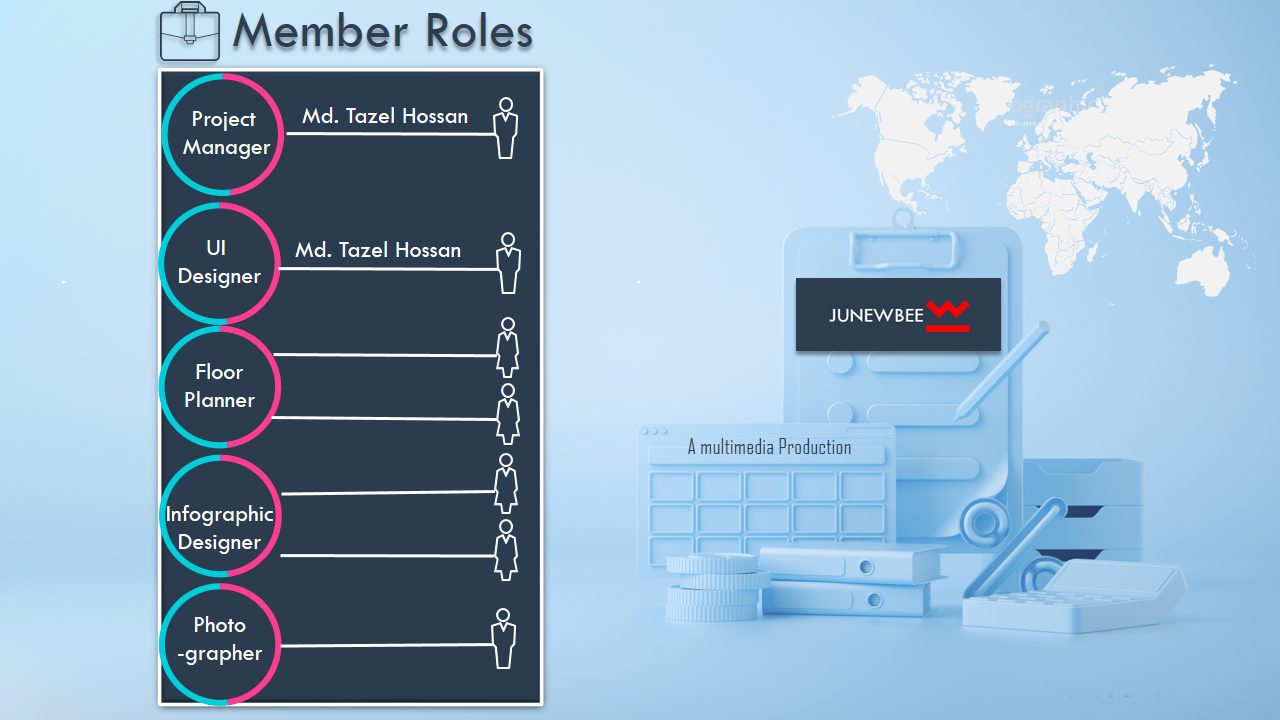 Member Roles
Project
Manager
Md. Tazel Hossan
UI
Designer
Md. Tazel Hossan
Floor
Planner
Infographic
Designer
Photo
-grapher
JUNEWBEE
A multimedia Production